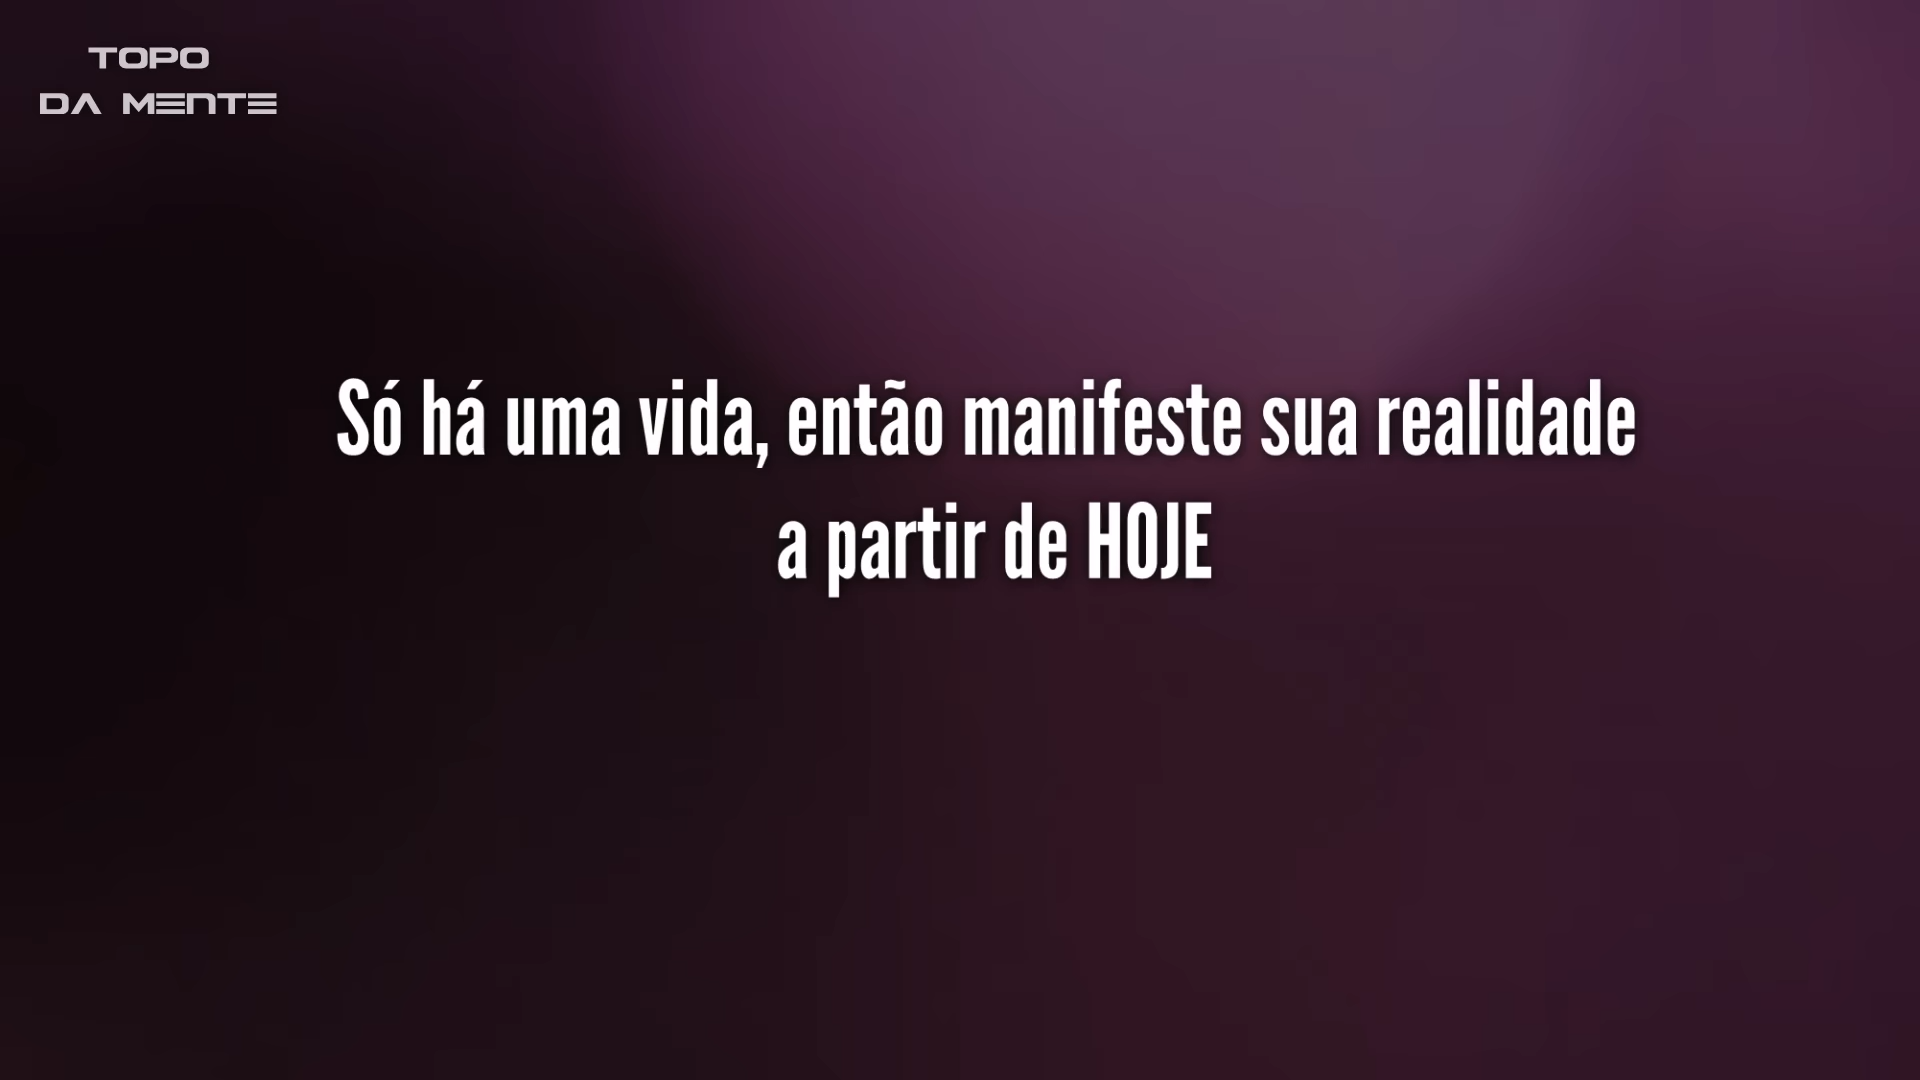 TOPO
DA MENTE
Só há uma vida, então manifeste sua realidade
a partir de HOJE